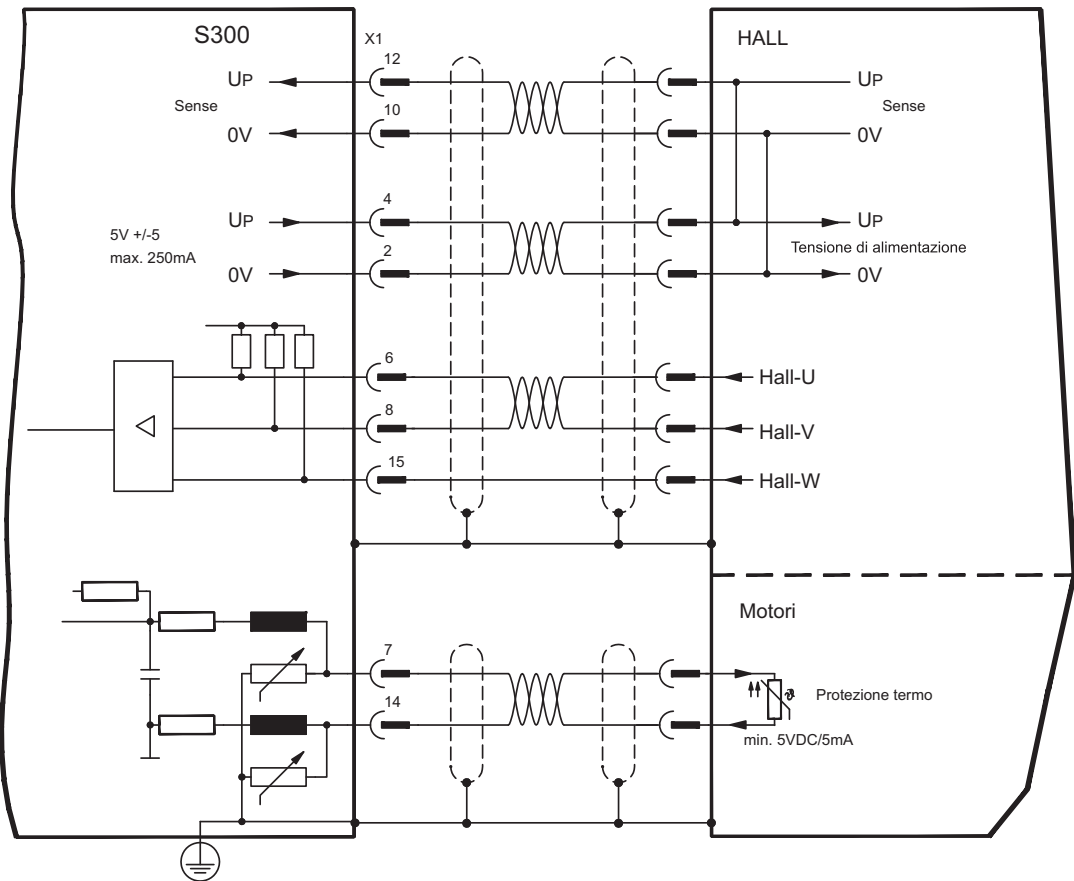 S300
X1
HALL
12
UP
UP
Sense
Sense
10
0V
0V
4
UP
UP
5V +/-5
max. 250mA
Tensione di alimentazione
2
0V
0V
6
Hall-U
8
Hall-V
15
Hall-W
Motori
7
Protezione termo
14
min. 5VDC/5mA